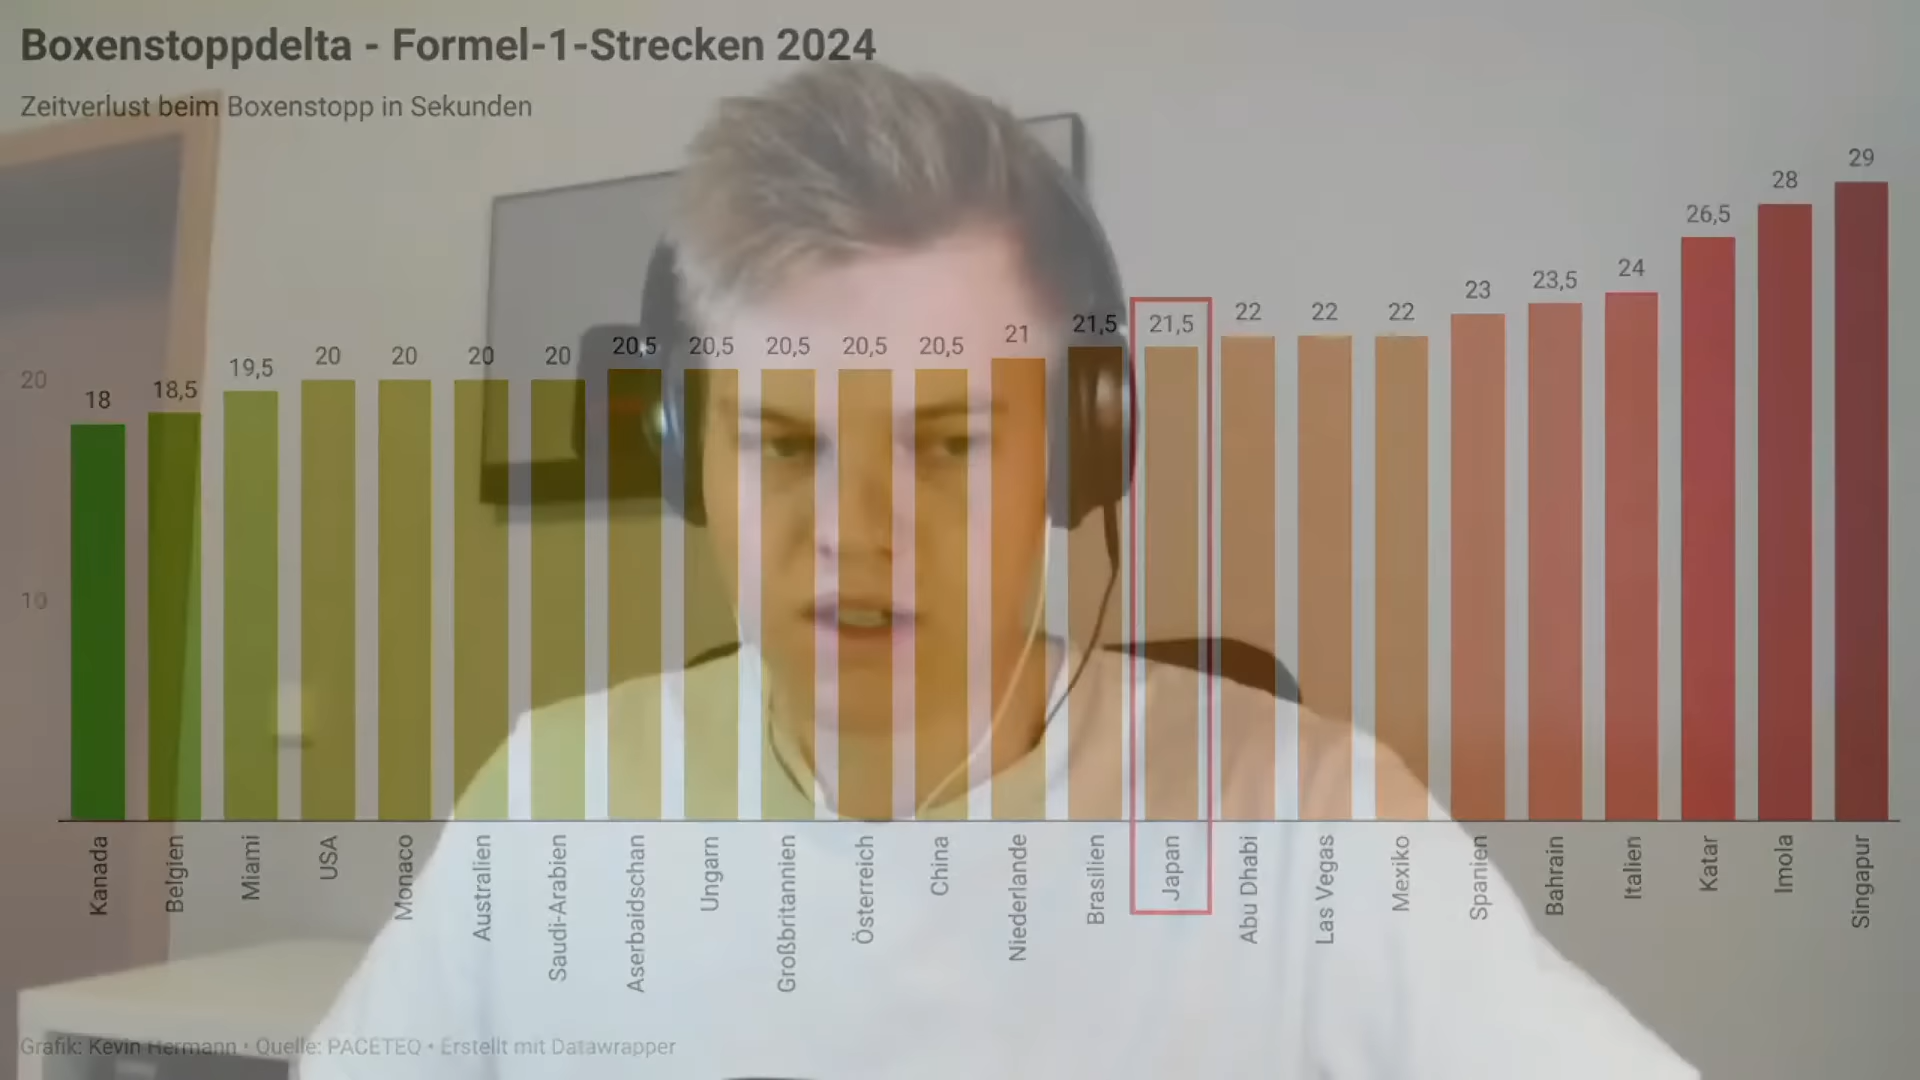 Boxenstoppdelta - Formel-1-Strecken 2024
Zeitverlust beim Boxenstopp in Sekunden
20
10
18
18,5
19,5
20
20
20
20
20,5
20,5
20,5
20,5
20,5
21
21,5
21,5
22
22
22
23
23,5
24
26,5
28
29
Kanada
Belgien
Miami
USA
Monaco
Australien
Saudi-Arabien
Aserbaidschan
Ungarn
Großbritannien
Österreich
China
Niederlande
Brasilien
Japan
Abu Dhabi
Las Vegas
Mexiko
Spanien
Bahrain
Italien
Katar
Imola
Singapur
Grafik: Kevin Hermann • Quelle: PACETEQ • Erstellt mit Datawrapper